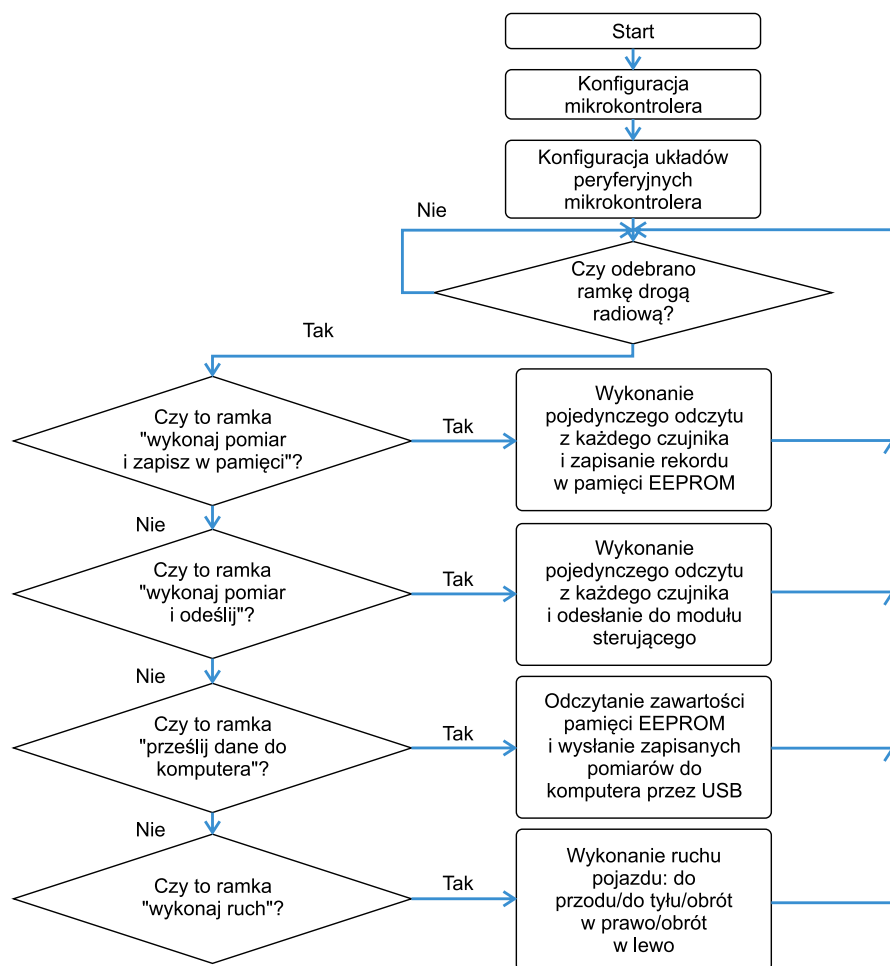 Start
Konfiguracja
mikrokontrolera
Konfiguracja układów
peryferyjnych
mikrokontrolera
Nie
Czy odebrano
ramkę drogą
radiową?
Tak
Czy to ramka
"wykonaj pomiar
i zapisz w pamięci"?
Tak
Wykonanie
pojedynczego odczytu
z każdego czujnika
i zapisanie rekordu
w pamięci EEPROM
Nie
Czy to ramka
"wykonaj pomiar
i odeślij"?
Tak
Wykonanie
pojedynczego odczytu
z każdego czujnika
i odesłanie do modułu
sterującego
Nie
Czy to ramka
"prześlij dane do
komputera"?
Tak
Odczytanie zawartości
pamięci EEPROM
i wysłanie zapisanych
pomiarów do
komputera przez USB
Nie
Czy to ramka
"wykonaj ruch"?
Tak
Wykonanie ruchu
pojazdu: do
przodu/do tyłu/obrót
w prawo/obrót
w lewo